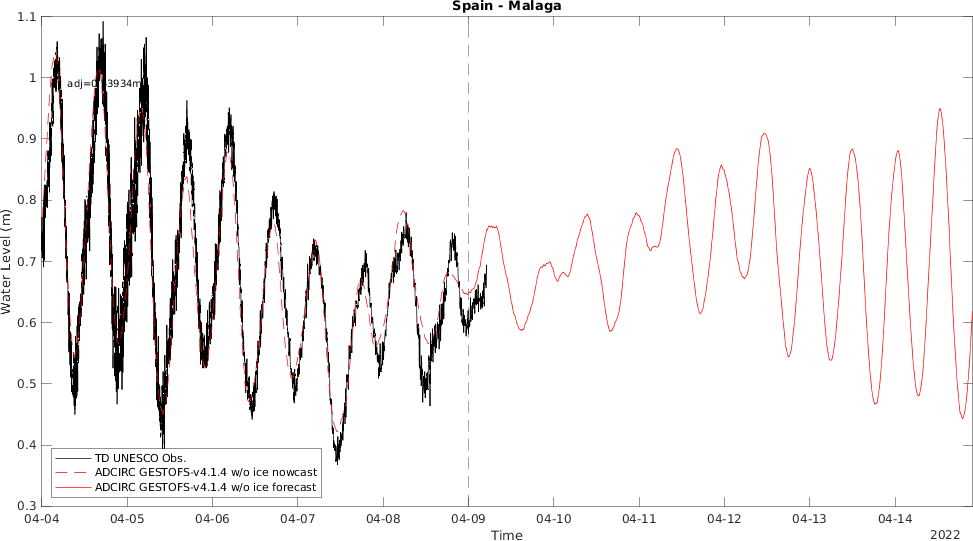 Spain - Malaga
1.1
1
0.9
0.8
0.7
0.6
0.5
0.4
0.3
Water Level (m)
TD UNESCO Obs.
ADCIRC GESTOFS-v4.1.4 w/o ice nowcast
ADCIRC GESTOFS-v4.1.4 w/o ice forecast
04-04 04-05 04-06 04-07 04-08 04-09 04-10 04-11 04-12 04-13 04-14
Time
2022